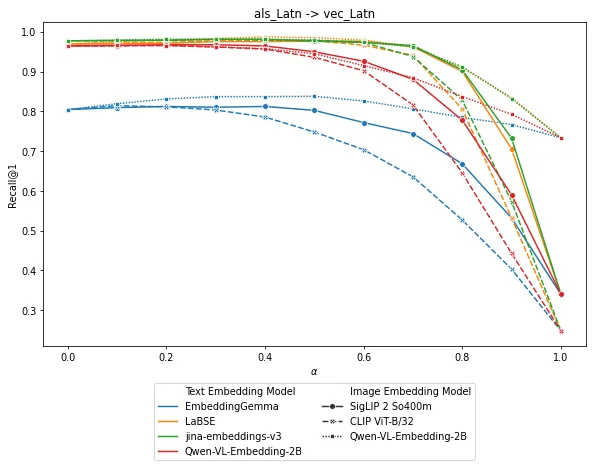 als_Latn -> vec_Latn
1.0
0.9
0.8
0.7
0.6
0.5
0.4
0.3
Recall@1
0.0 0.2 0.4 0.6 0.8 1.0
α
Text Embedding Model
EmbeddingGemma
LaBSE
jina-embeddings-v3
Qwen-VL-Embedding-2B
Image Embedding Model
SigLIP 2 So400m
CLIP ViT-B/32
Qwen-VL-Embedding-2B